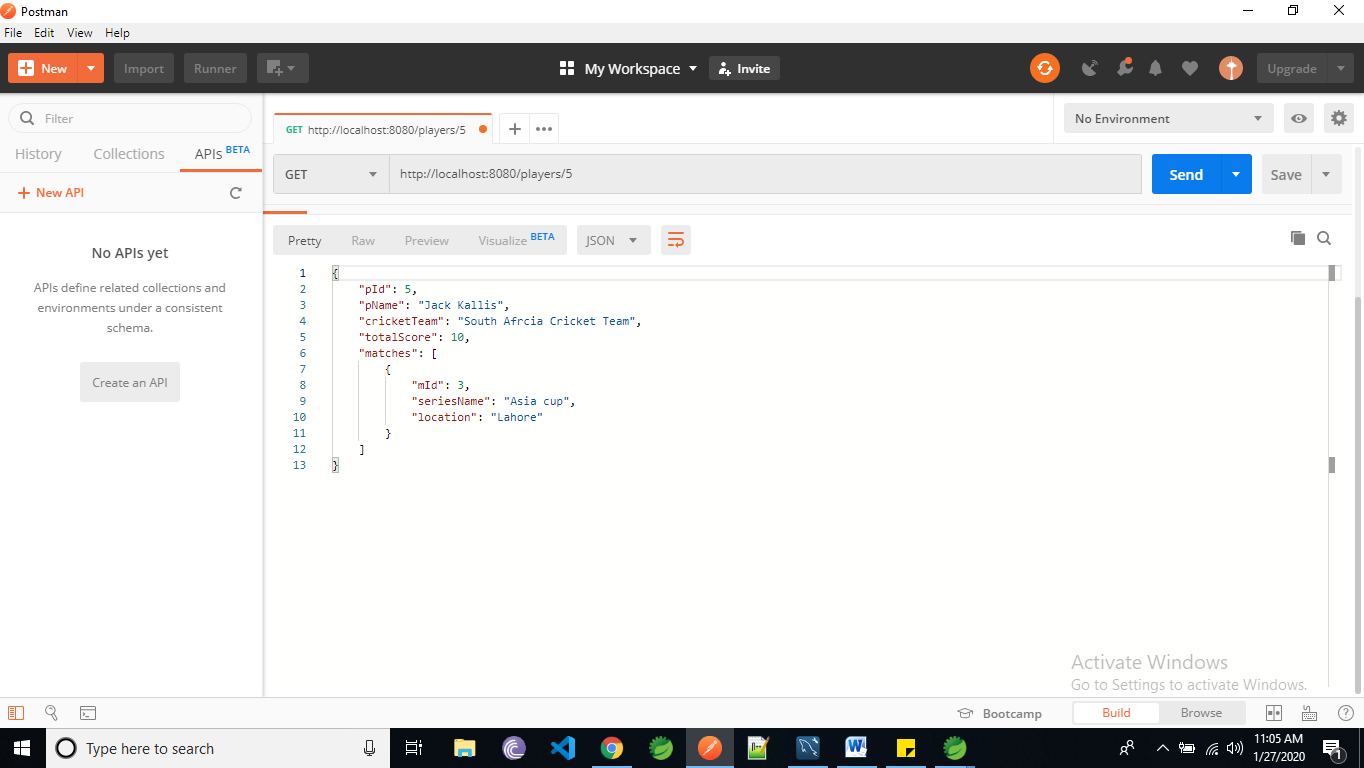 Postman
File Edit View Help
New Import Runner My Workspace Invite Upgrade
Filter
History Collections APIs BETA
+ New API
No APIs yet
APIs define related collections and
environments under a consistent
schema.
Create an API
GET http://localhost:8080/players/5
No Environment
GET http://localhost:8080/players/5 Send Save
Pretty Raw Preview Visualize BETA JSON
1 {
2 "pId": 5,
3 "pName": "Jack Kallis",
4 "cricketTeam": "South Afrcia Cricket Team",
5 "totalScore": 10,
6 "matches": [
7 {
8 "mId": 3,
9 "seriesName": "Asia cup",
10 "location": "Lahore"
11 }
12 ]
13 }
Activate Windows
Go to Settings to activate Windows.
Bootcamp Build Browse
Type here to search
11:05 AM
1/27/2020
1